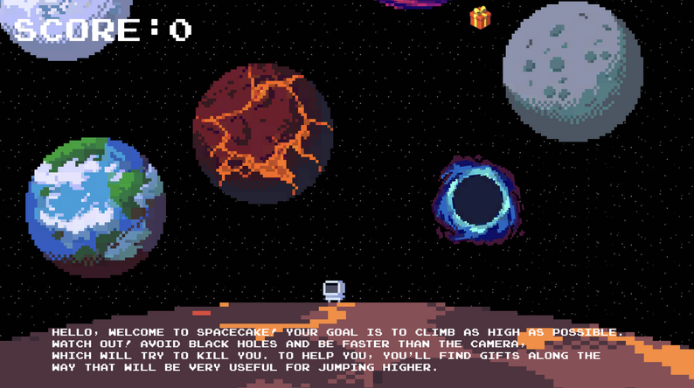 SCORE:0
HELLO, WELCOME TO SPACECAKE! YOUR GOAL IS TO CLIMB AS HIGH AS POSSIBLE.
WATCH OUT! AVOID BLACK HOLES AND BE FASTER THAN THE CAMERA,
WHICH WILL TRY TO KILL YOU. TO HELP YOU, YOU'LL FIND GIFTS ALONG THE
WAY THAT WILL BE VERY USEFUL FOR JUMPING HIGHER.